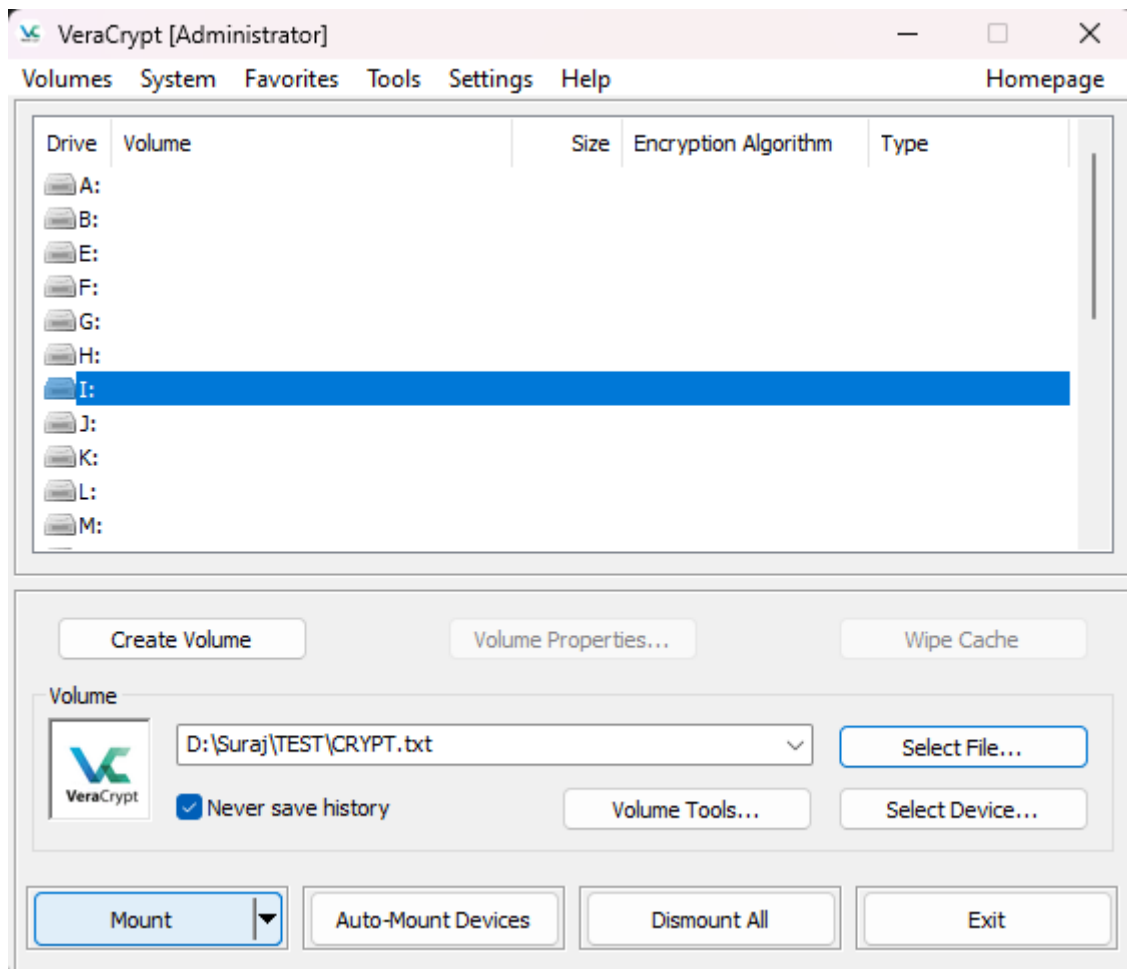 VeraCrypt [Administrator]
Volumes System Favorites Tools Settings Help Homepage
Drive Volume Size Encryption Algorithm Type
A:
B:
E:
F:
G:
H:
I:
J:
K:
L:
M:
Create Volume Volume Properties... Wipe Cache
Volume
D:\Suraj\TEST\CRYPT.txt Select File...
VeraCrypt
Never save history Volume Tools... Select Device...
Mount Auto-Mount Devices Dismount All Exit